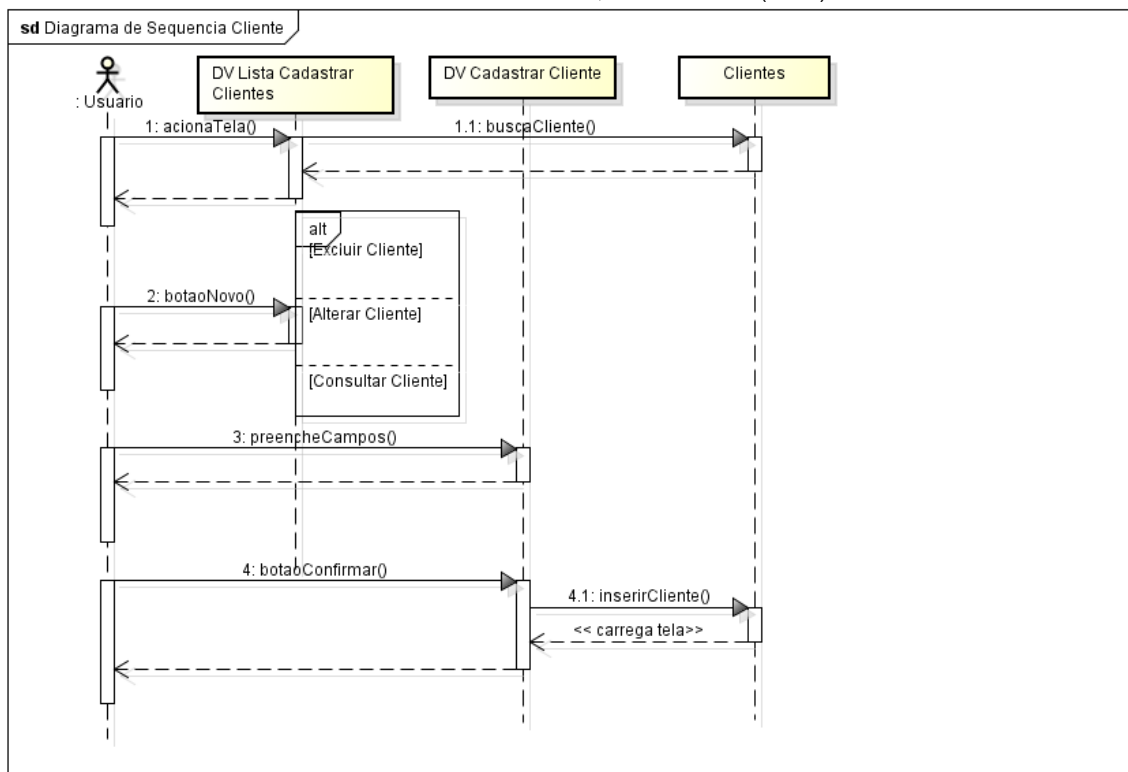 sd Diagrama de Sequencia Cliente
: Usuario
DV Lista Cadastrar
Clientes
DV Cadastrar Cliente
Clientes
1: acionaTela()
1.1: buscaCliente()
alt
[Excluir Cliente]
2: botaoNovo()
[Alterar Cliente]
[Consultar Cliente]
3: preencheCampos()
4: botaoConfirmar()
4.1: inserirCliente()
<< carrega tela>>